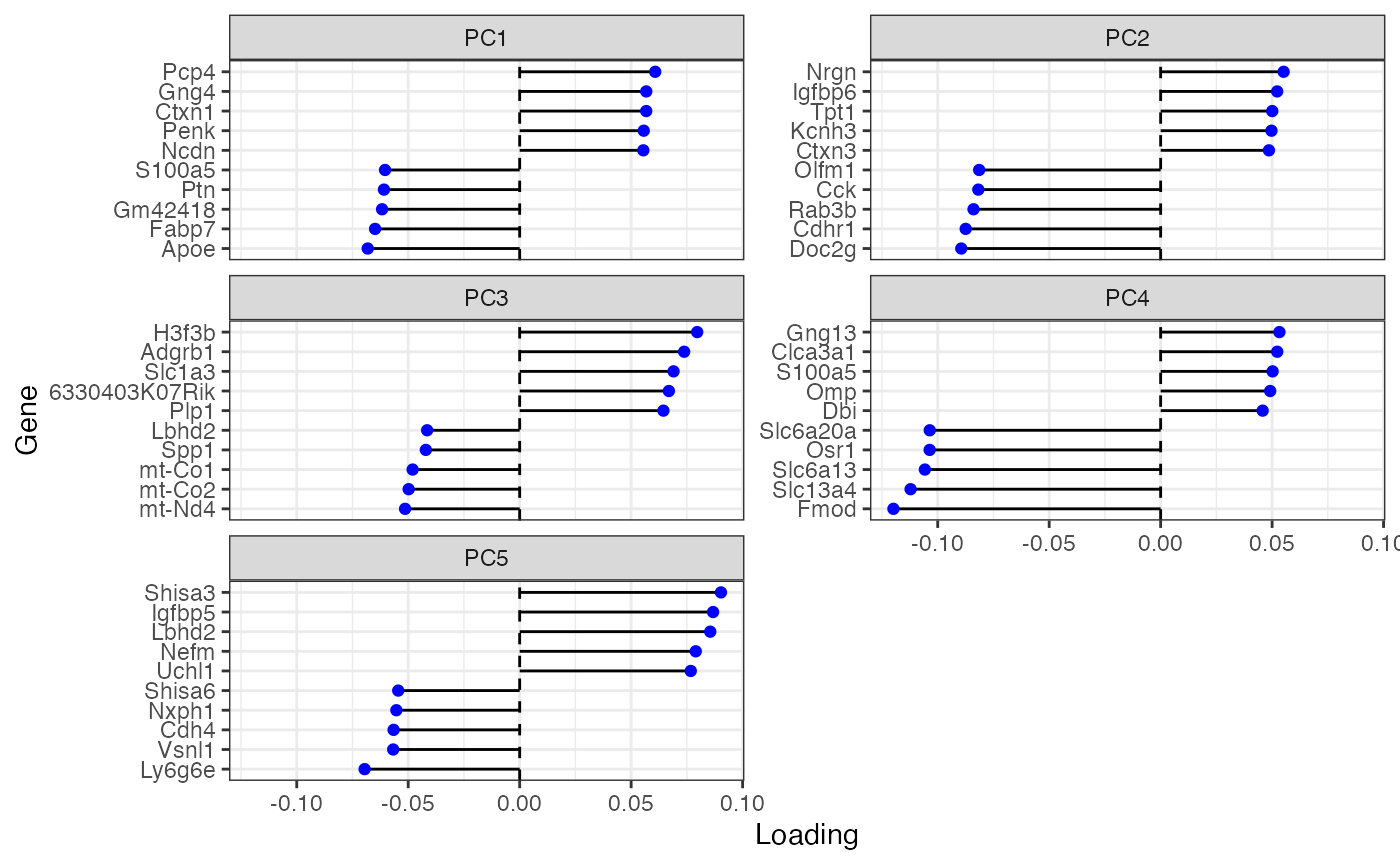 PC1
Pcp4
Gng4
Ctxn1
Penk
Ncdn
S100a5
Ptn
Gm42418
Fabp7
Apoe
PC2
Nrgn
Igfbp6
Tpt1
Kcnh3
Ctxn3
Olfm1
Cck
Rab3b
Cdhr1
Doc2g
PC3
H3f3b
Adgrb1
Slc1a3
6330403K07Rik
Plp1
Lbhd2
Spp1
mt-Co1
mt-Co2
mt-Nd4
PC4
Gng13
Clca3a1
S100a5
Omp
Dbi
Slc6a20a
Osr1
Slc6a13
Slc13a4
Fmod
-0.10 -0.05 0.00 0.05 0.10
PC5
Shisa3
Igfbp5
Lbhd2
Nefm
Uchl1
Shisa6
Nxph1
Cdh4
Vsnl1
Ly6g6e
-0.10 -0.05 0.00 0.05 0.10
Loading
Gene